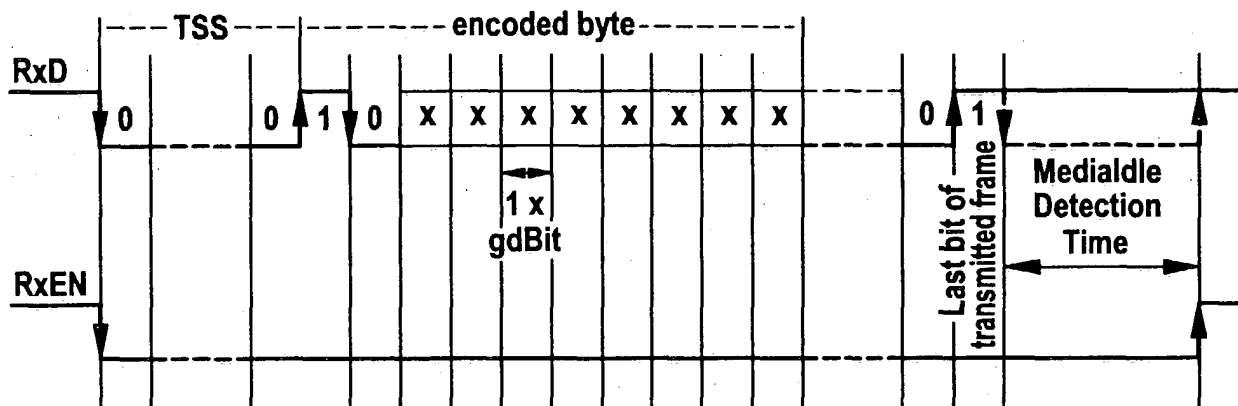 TSS
encoded byte
RxD
0 0 1 0 x x x x x x x x 0 1
1 x
gdBit
Last bit of
transmitted frame
MediaIdle
Detection
Time
RxEN